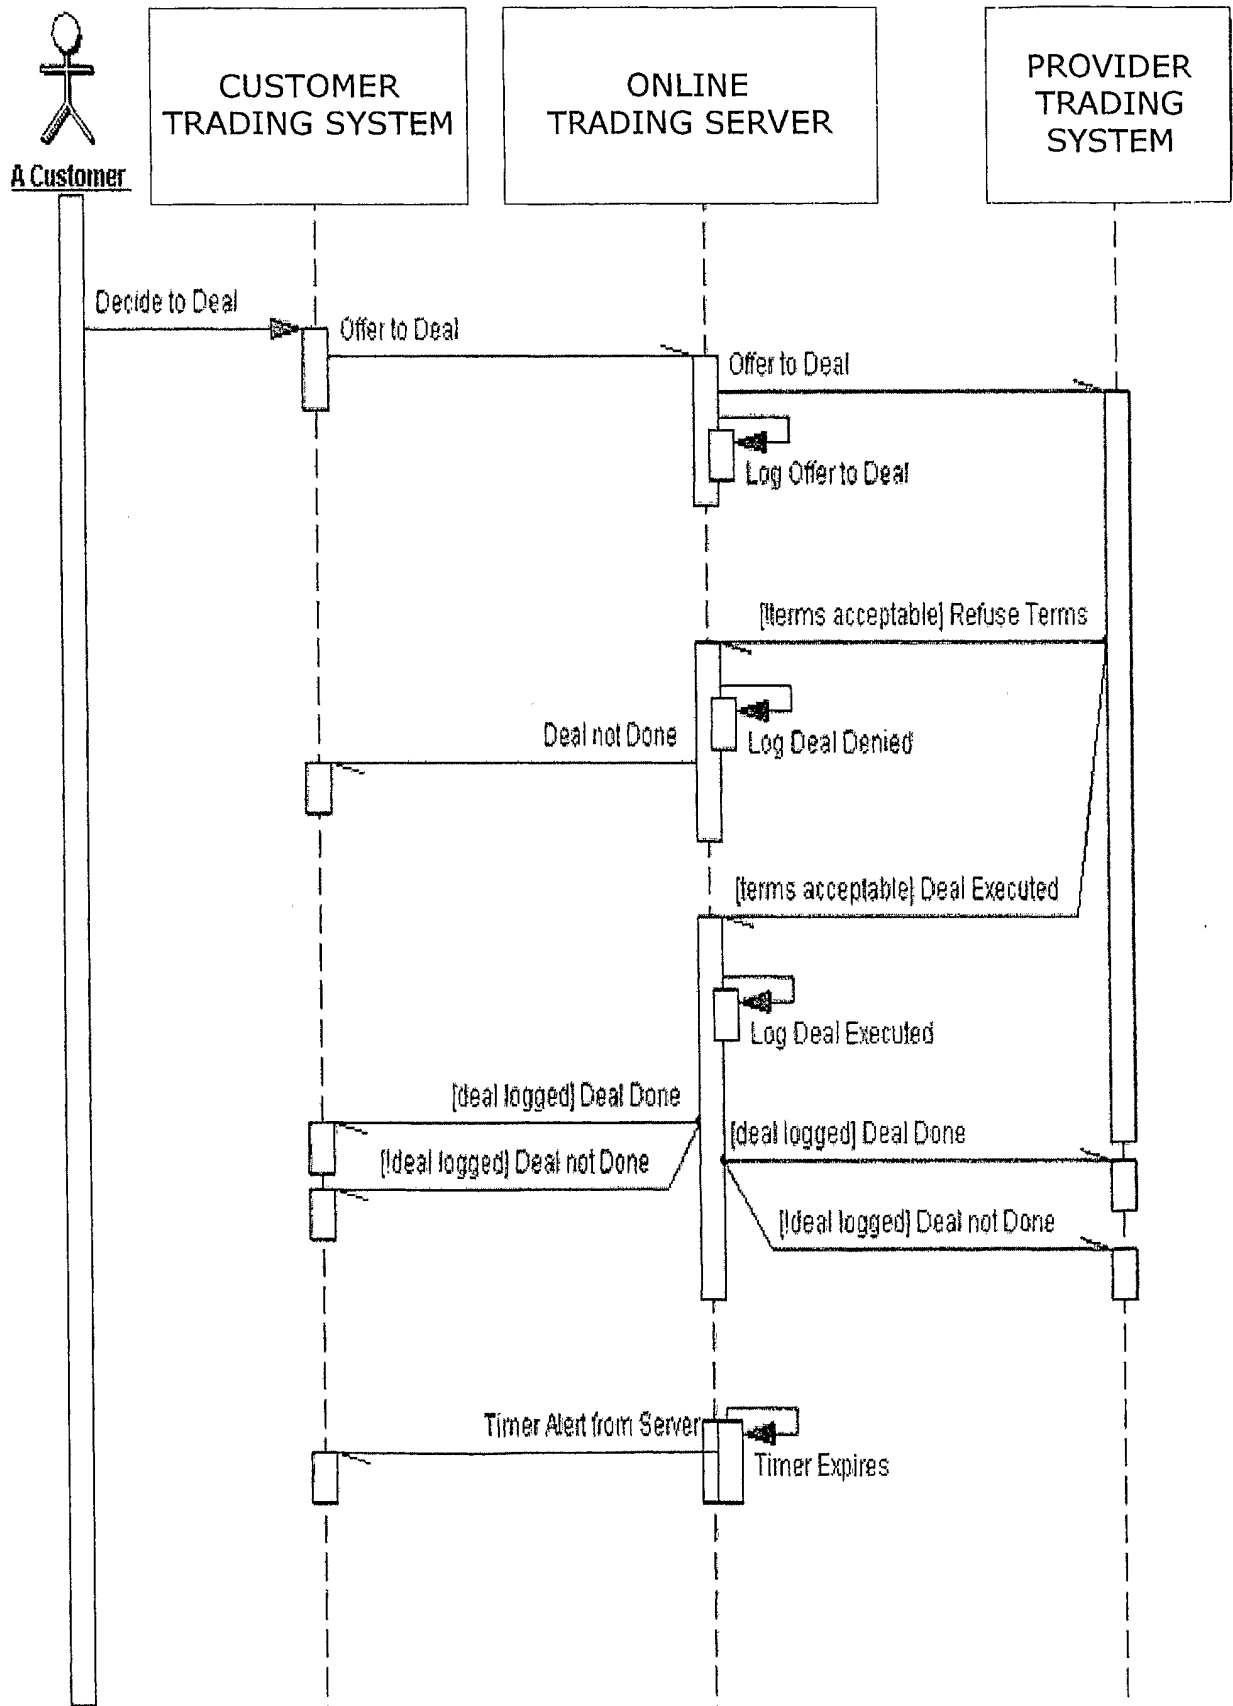 CUSTOMER
TRADING SYSTEM
ONLINE
TRADING SERVER
PROVIDER
TRADING
SYSTEM
A Customer
Decide to Deal
Offer to Deal
Offer to Deal
Log Offer to Deal
[!terms acceptable] Refuse Terms
Log Deal Denied
Deal not Done
[terms acceptable] Deal Executed
Log Deal Executed
[deal logged] Deal Done
[deal logged] Deal Done
[!deal logged] Deal not Done
[!deal logged] Deal not Done
Timer Alert from Server
Timer Expires